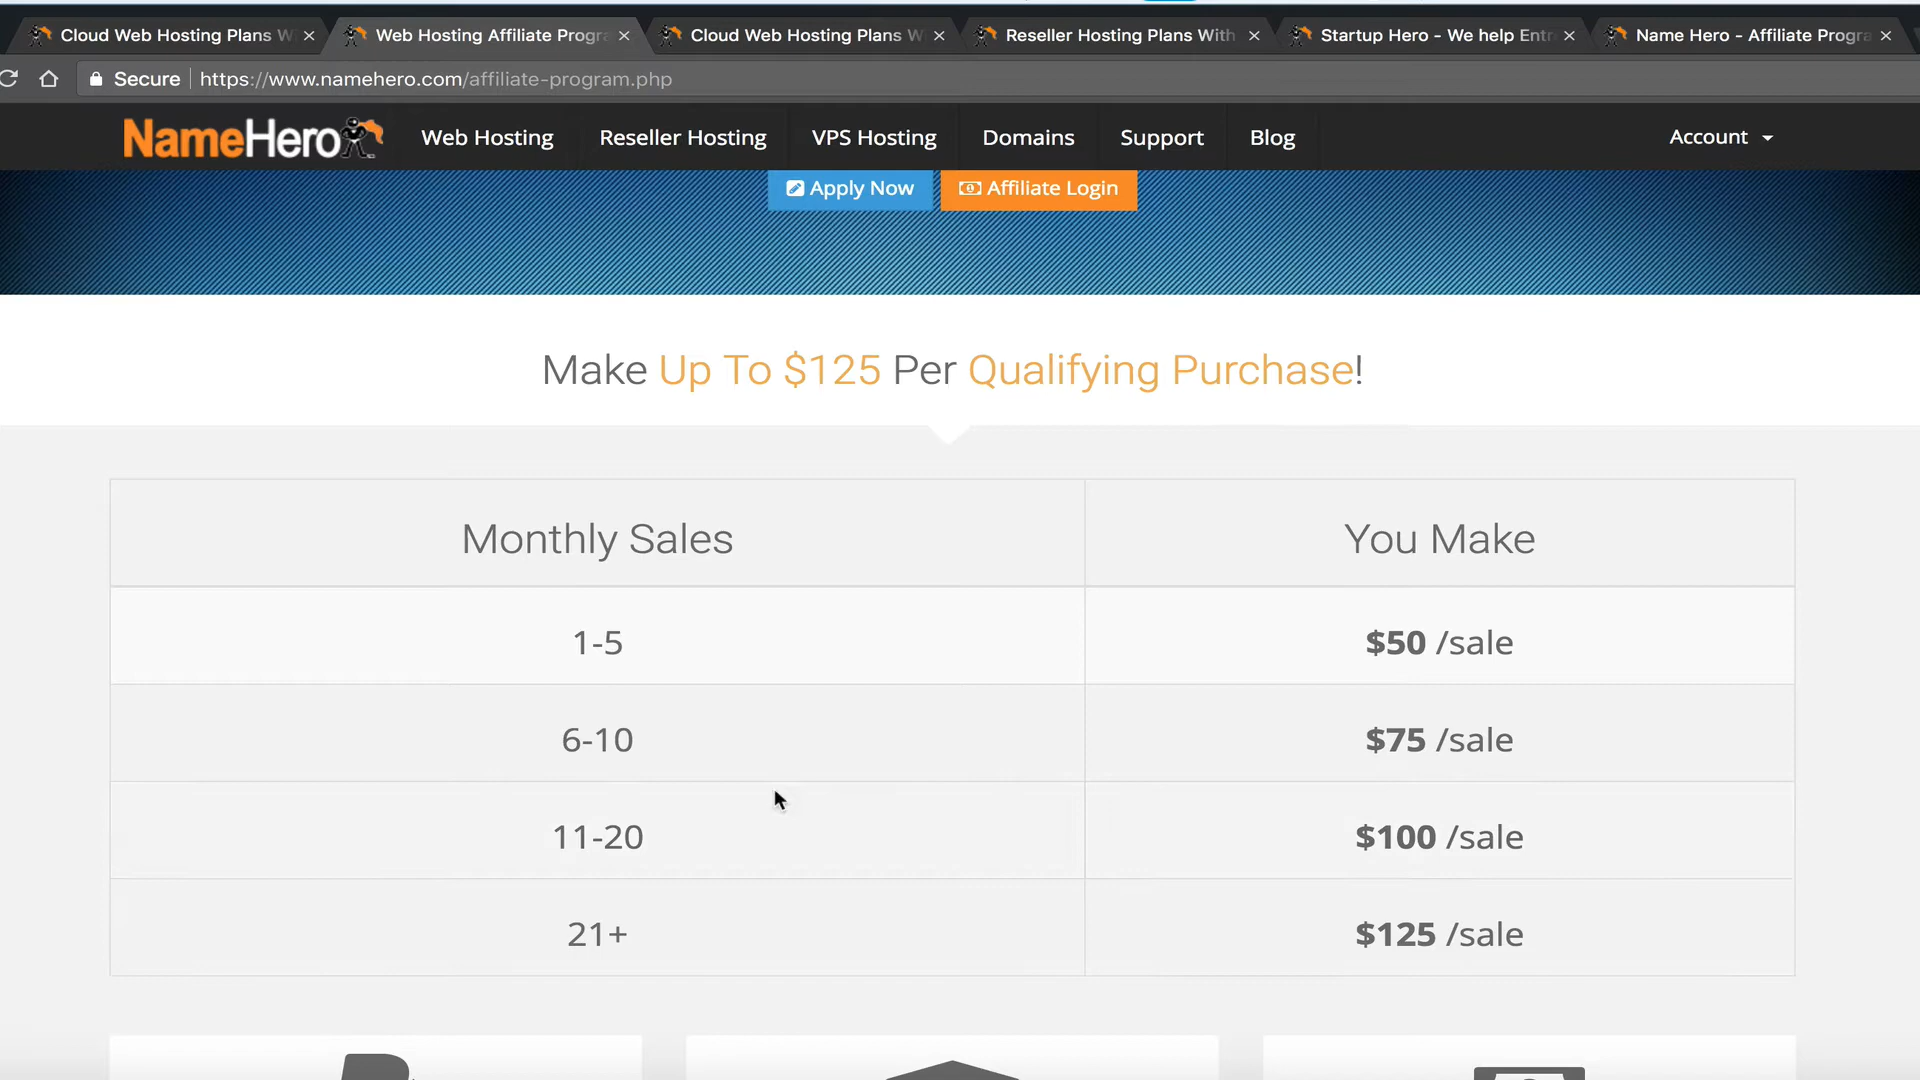 Cloud Web Hosting Plans W
Web Hosting Affiliate Progra
Cloud Web Hosting Plans W
Reseller Hosting Plans With
Startup Hero - We help Entr
Name Hero - Affiliate Progra
Secure https://www.namehero.com/affiliate-program.php
NameHero Web Hosting Reseller Hosting VPS Hosting Domains Support Blog Account
Apply Now Affiliate Login
Make Up To $125 Per Qualifying Purchase!
Monthly Sales You Make
1-5 $50 /sale
6-10 $75 /sale
11-20 $100 /sale
21+ $125 /sale